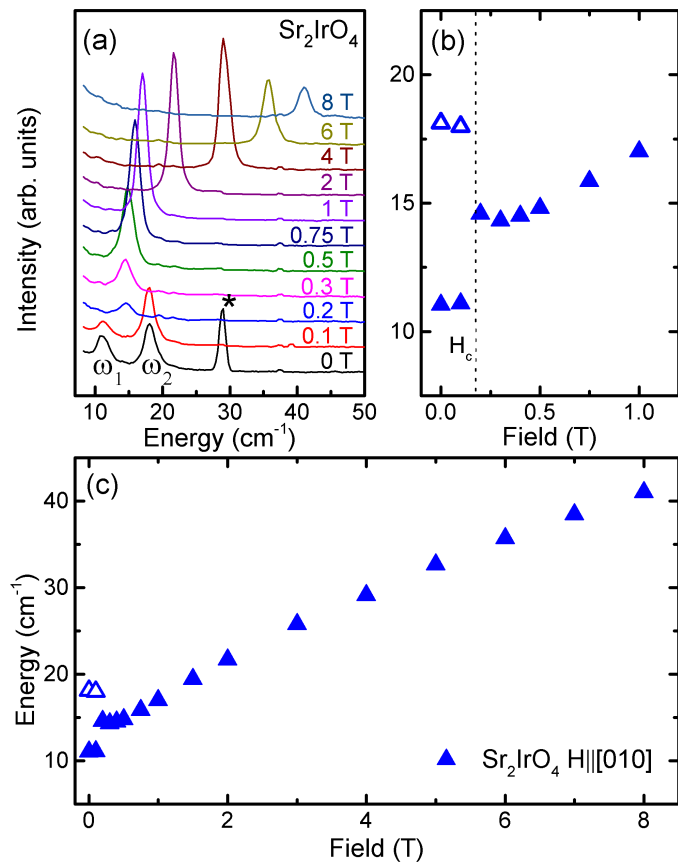 (a)
Sr₂IrO₄
8 T
6 T
4 T
2 T
1 T
0.75 T
0.5 T
0.3 T
0.2 T
0.1 T
0 T
*
ω₁
ω₂
Intensity (arb. units)
10 20 30 40 50
Energy (cm⁻¹)
(b)
20
15
10
H꜀
0.0 0.5 1.0
Field (T)
(c)
40
30
20
10
Energy (cm⁻¹)
Sr₂IrO₄ H||[010]
0 2 4 6 8
Field (T)